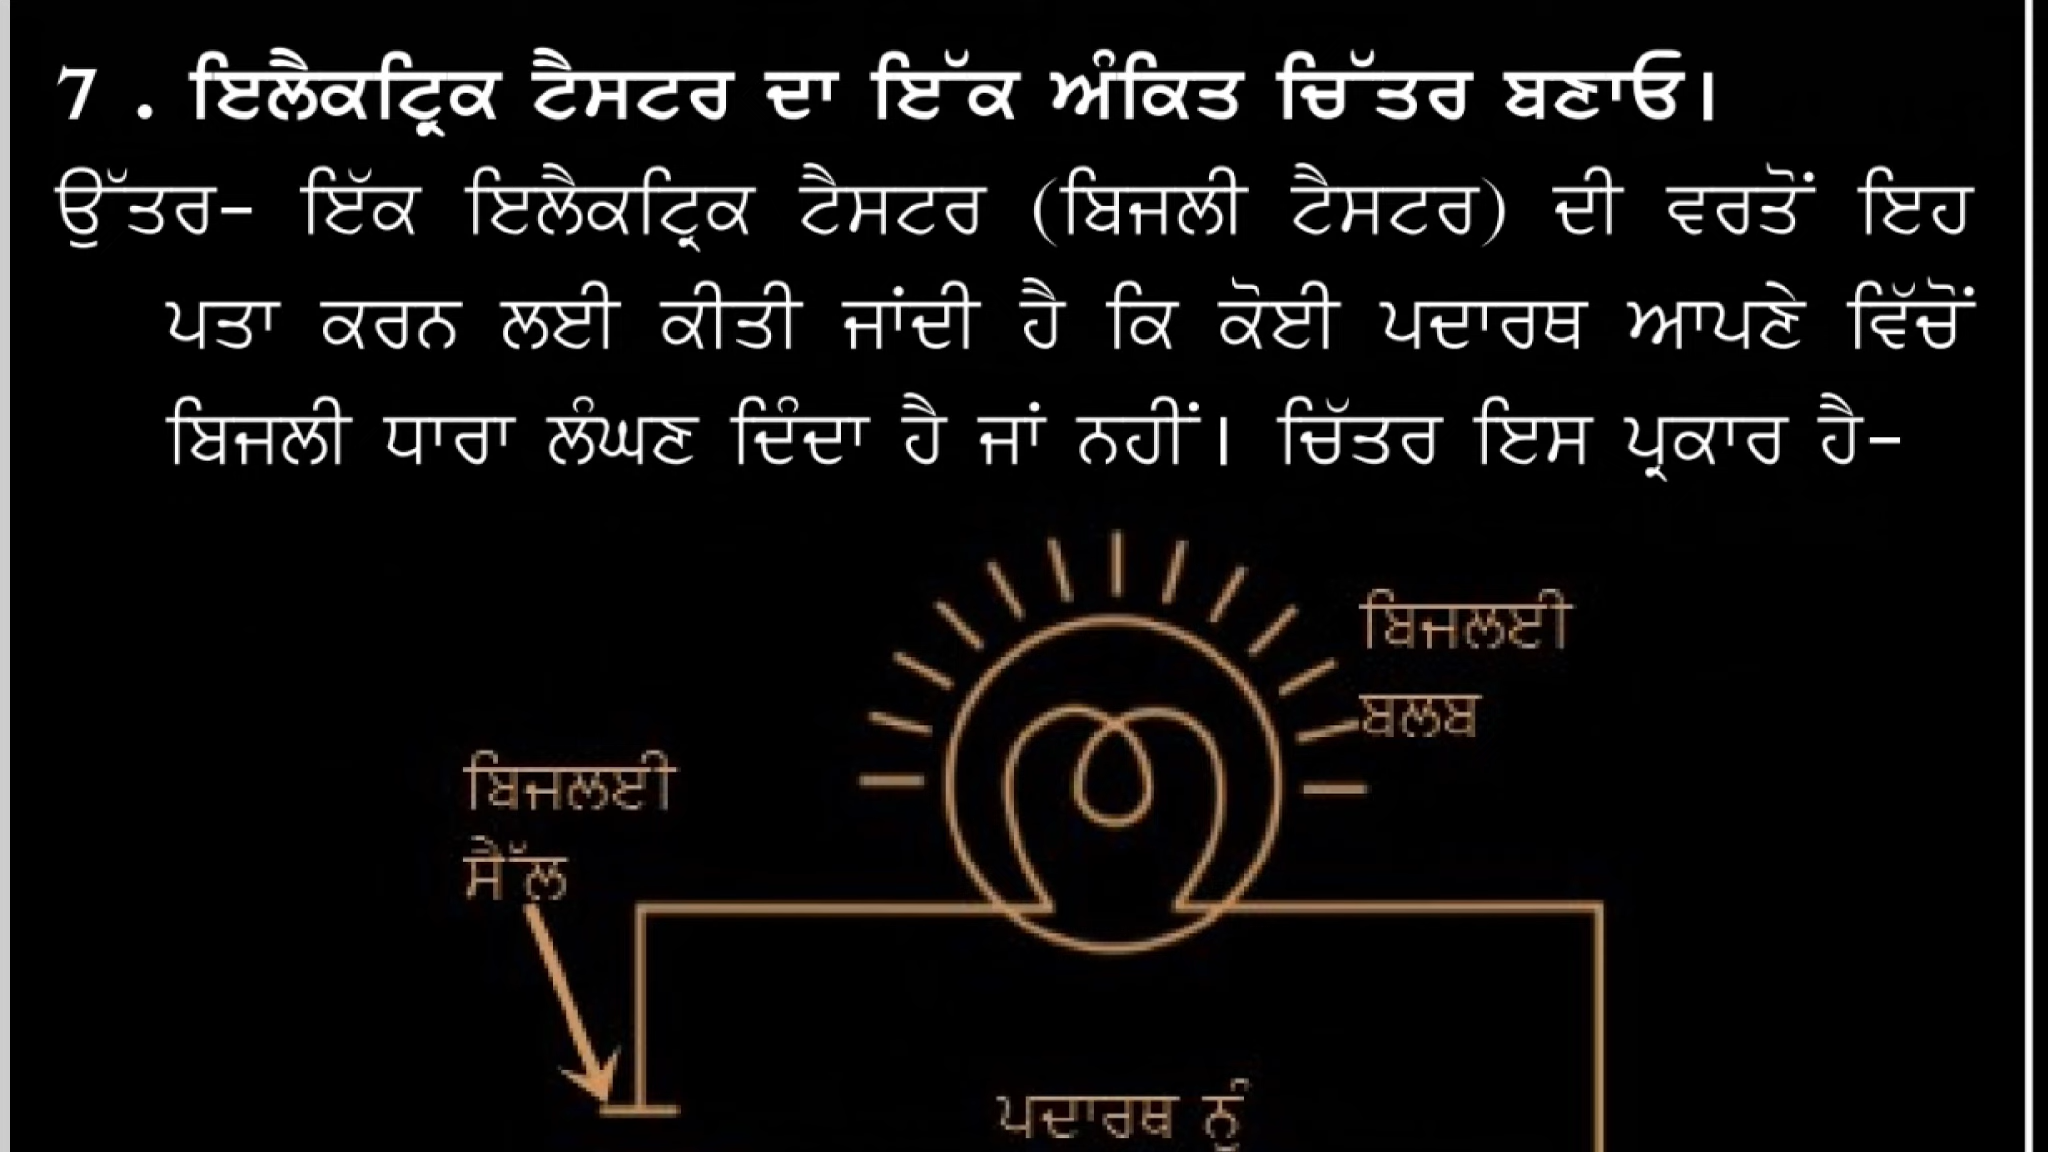 7 . ਇਲੈਕਟ੍ਰਿਕ ਟੈਸਟਰ ਦਾ ਇੱਕ ਅੰਕਿਤ ਚਿੱਤਰ ਬਣਾਓ।
ਉੱਤਰ- ਇੱਕ ਇਲੈਕਟ੍ਰਿਕ ਟੈਸਟਰ (ਬਿਜਲੀ ਟੈਸਟਰ) ਦੀ ਵਰਤੋਂ ਇਹ
ਪਤਾ ਕਰਨ ਲਈ ਕੀਤੀ ਜਾਂਦੀ ਹੈ ਕਿ ਕੋਈ ਪਦਾਰਥ ਆਪਣੇ ਵਿੱਚੋਂ
ਬਿਜਲੀ ਧਾਰਾ ਲੰਘਣ ਦਿੰਦਾ ਹੈ ਜਾਂ ਨਹੀਂ। ਚਿੱਤਰ ਇਸ ਪ੍ਰਕਾਰ ਹੈ-
ਬਿਜਲਈ
ਬਲਬ
ਬਿਜਲਈ
ਸੈੱਲ
ਪਦਾਰਥ ਨੂੰ